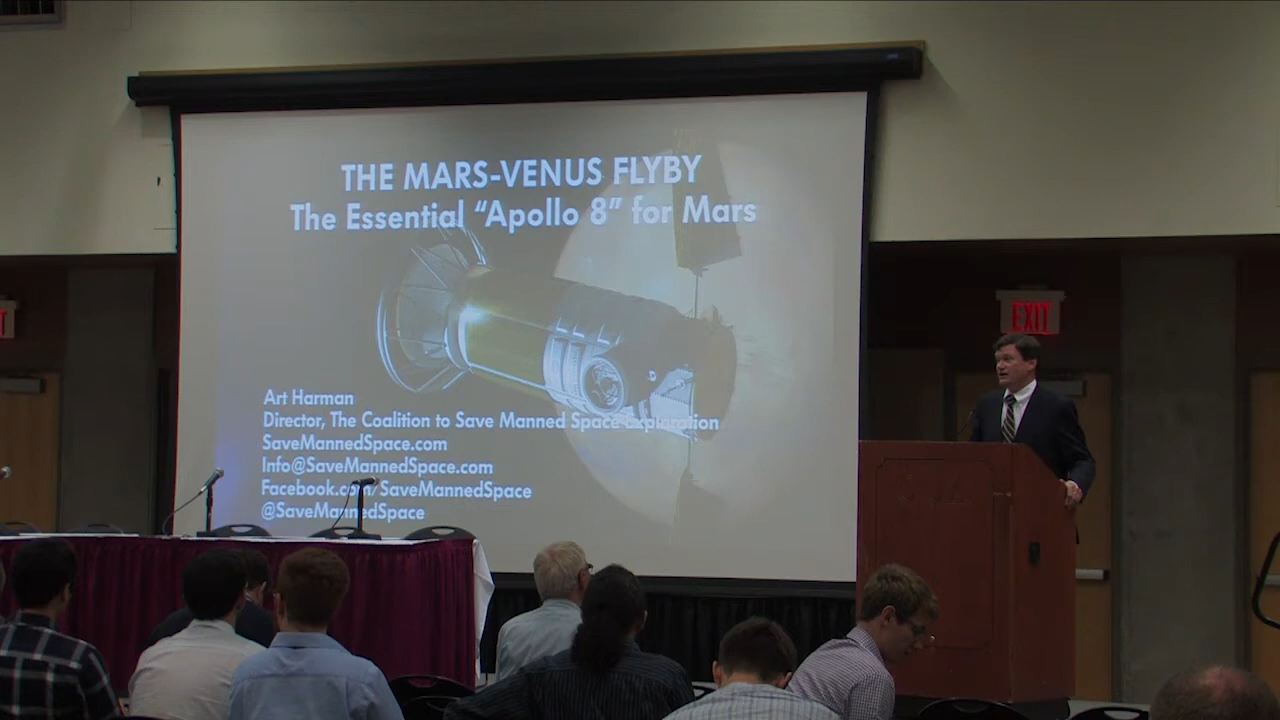 THE MARS-VENUS FLYBY
The Essential “Apollo 8” for Mars
Art Harman
Director, The Coalition to Save Manned Space Exploration
SaveMannedSpace.com
Info@SaveMannedSpace.com
Facebook.com/SaveMannedSpace
@SaveMannedSpace
EXIT